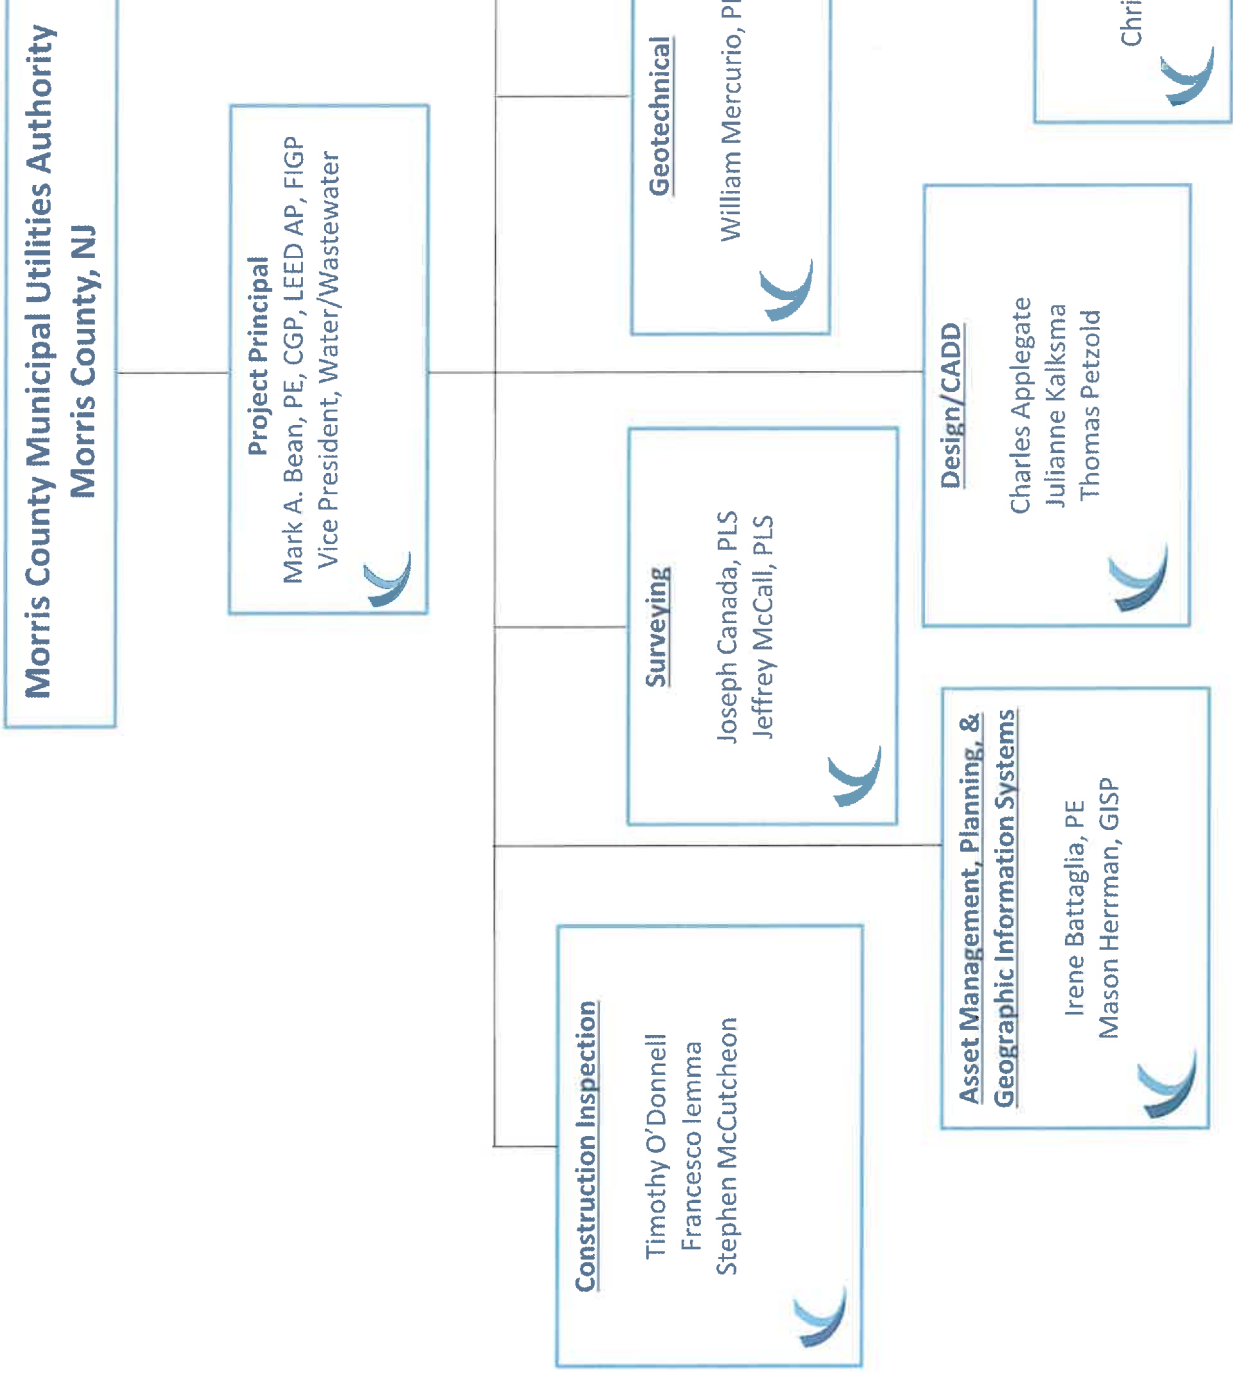 Morris County Municipal Utilities Authority
Morris County, NJ
Project Principal
Mark A. Bean, PE, CGP, LEED AP, FIGP
Vice President, Water/Wastewater
Construction Inspection
Timothy O'Donnell
Francesco Iemma
Stephen McCutcheon
Surveying
Joseph Canada, PLS
Jeffrey McCall, PLS
Geotechnical
William Mercurio,
Asset Management, Planning, &
Geographic Information Systems
Irene Battaglia, PE
Mason Herrman, GISP
Design/CADD
Charles Applegate
Julianne Kalksma
Thomas Petzold